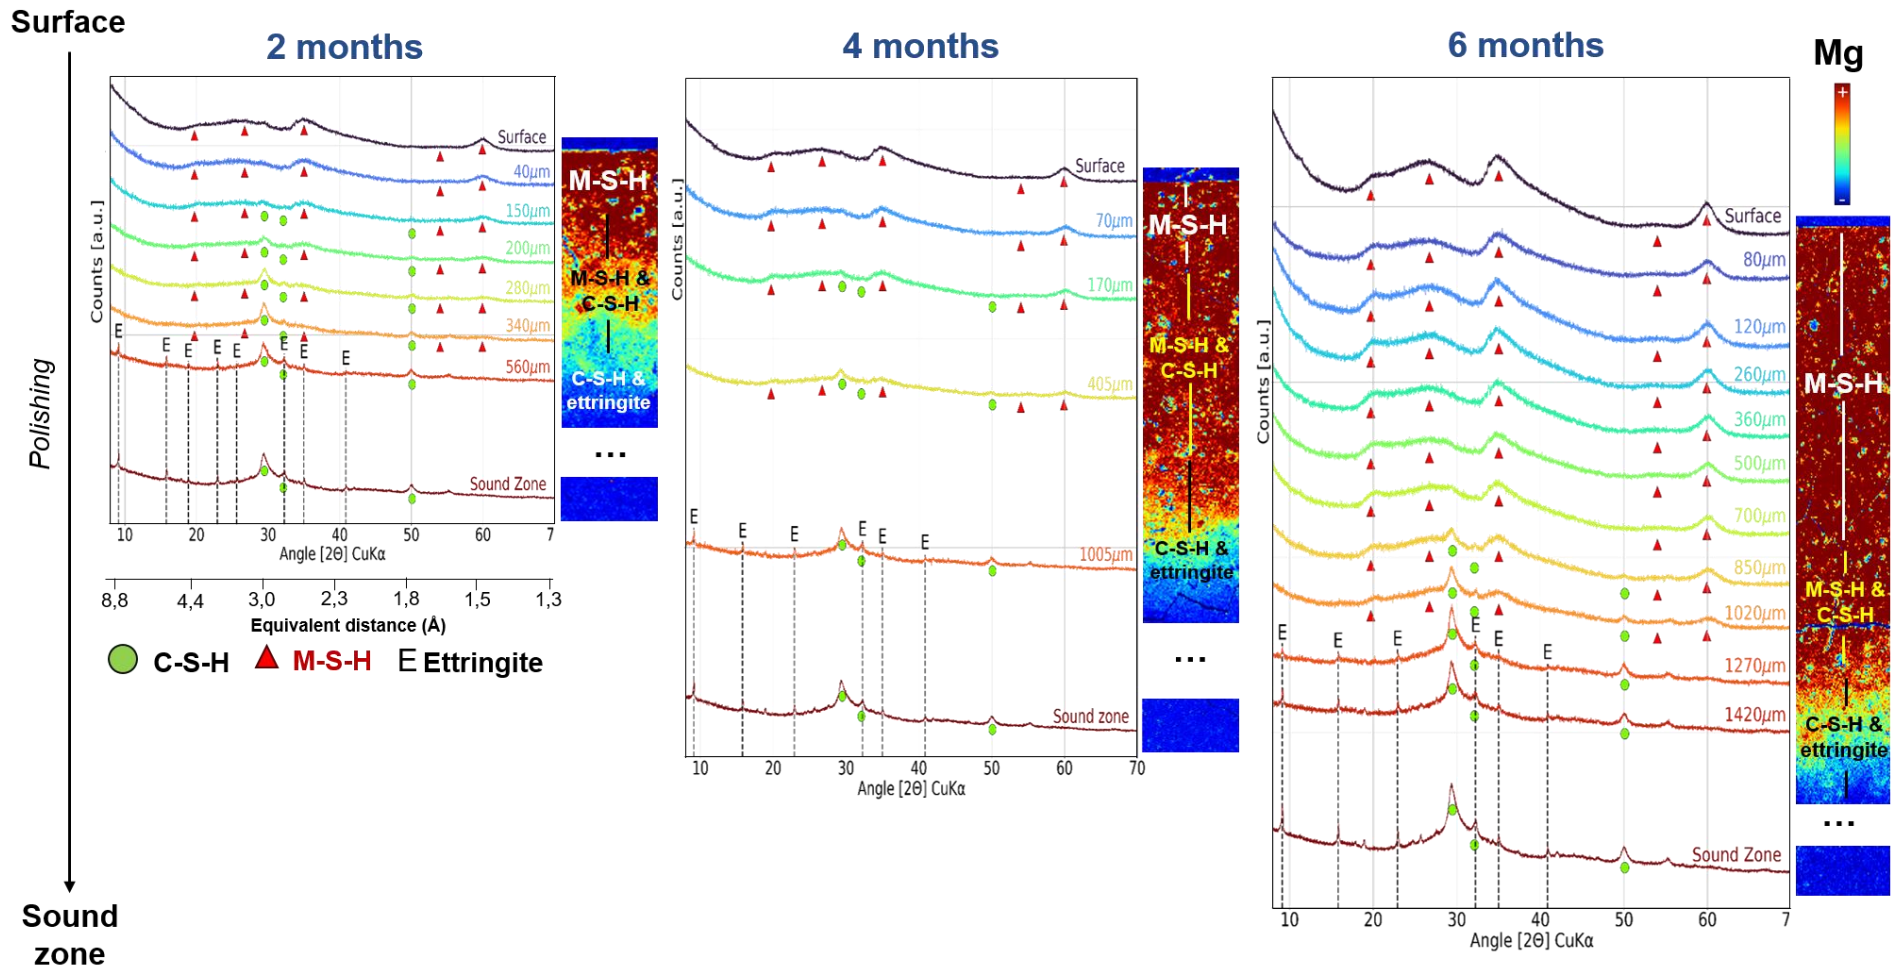 Surface
Polishing
Sound
zone
2 months
Counts [a.u.]
Surface
40μm
150μm
200μm
280μm
340μm
E E E E E E E E
560μm
Sound Zone
10 20 30 40 50 60 7
Angle [2Θ] CuKα
8,8 4,4 3,0 2,3 1,8 1,5 1,3
Equivalent distance (Å)
C-S-H M-S-H E Ettringite
M-S-H
M-S-H &
C-S-H
C-S-H &
ettringite
...
4 months
Counts [a.u.]
Surface
70μm
170μm
405μm
E E E E E E
1005μm
Sound zone
10 20 30 40 50 60 70
Angle [2Θ] CuKα
M-S-H
M-S-H &
C-S-H
C-S-H &
ettringite
...
6 months
Counts [a.u.]
Surface
80μm
120μm
260μm
360μm
500μm
700μm
850μm
1020μm
E E E E E E
1270μm
1420μm
Sound Zone
10 20 30 40 50 60 7
Angle [2Θ] CuKα
Mg
+
-
M-S-H
M-S-H &
C-S-H
C-S-H &
ettringite
...